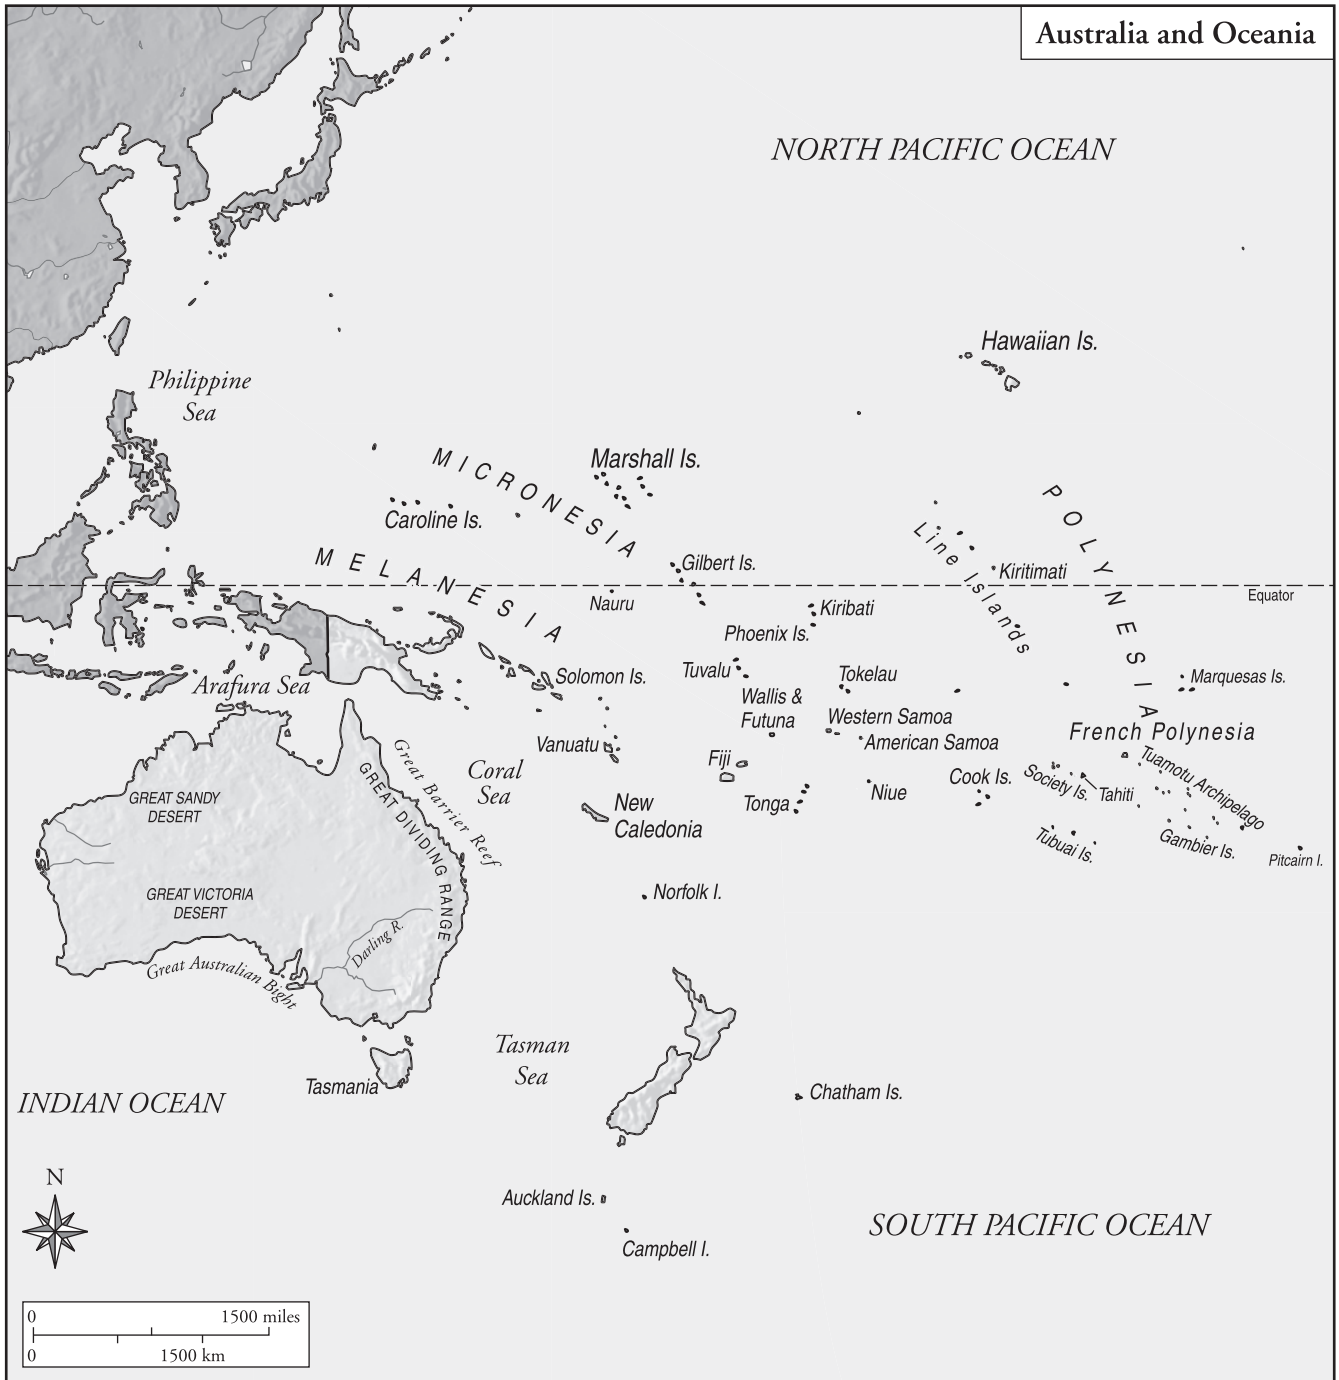 Australia and Oceania
NORTH PACIFIC OCEAN
Hawaiian Is.
Philippine
Sea
MICRONESIA
Marshall Is.
Caroline Is.
POLYNESIA
MELANESIA
Line Islands
Gilbert Is.
Kiritimati
Equator
Nauru
Kiribati
Phoenix Is.
Solomon Is.
Tuvalu
Tokelau
Marquesas Is.
Arafura Sea
Wallis &
Futuna
Western Samoa
French Polynesia
Vanuatu
American Samoa
Great Barrier Reef
Coral
Sea
Fiji
Cook Is.
Society Is.
Tahiti
Tuamotu Archipelago
GREAT DIVIDING RANGE
GREAT SANDY
DESERT
New
Caledonia
Tonga
Niue
Tubuai Is.
Gambier Is.
Pitcairn I.
GREAT VICTORIA
DESERT
Norfolk I.
Darling R.
Great Australian Bight
Tasman
Sea
Tasmania
Chatham Is.
INDIAN OCEAN
N
Auckland Is.
SOUTH PACIFIC OCEAN
Campbell I.
0 1500 miles
0 1500 km